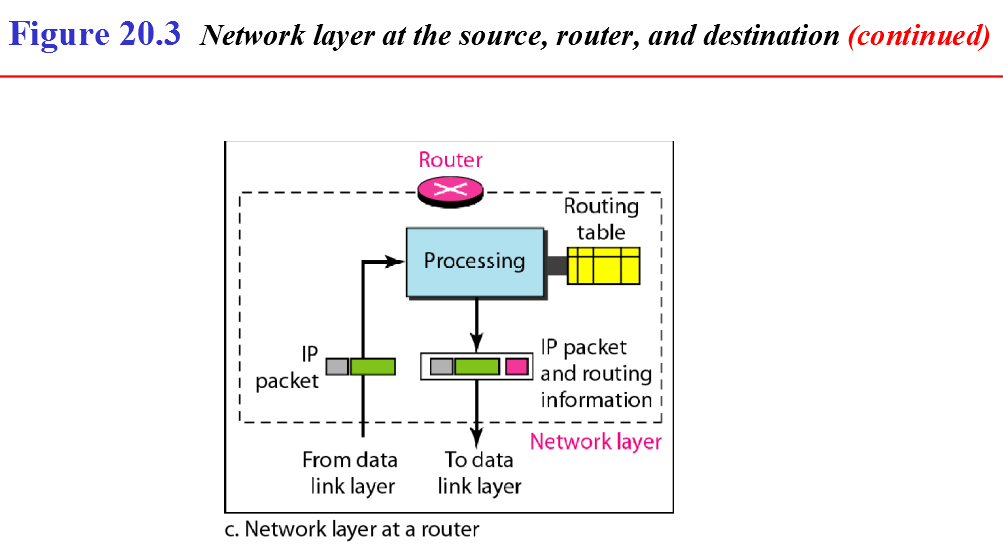 Figure 20.3 Network layer at the source, router, and destination (continued)
Router
Routing
table
Processing
IP
packet
IP packet
and routing
information
Network layer
From data
link layer
To data
link layer
c. Network layer at a router